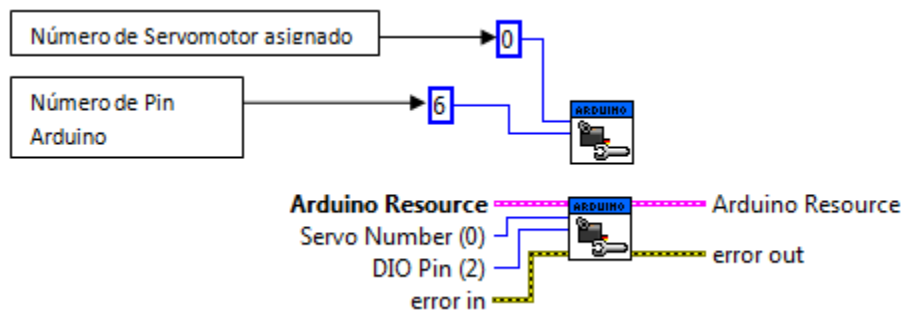 Número de Servomotor asignado
0
Número de Pin
Arduino
6
ARDUINO
Arduino Resource
ARDUINO
Arduino Resource
Servo Number (0)
DIO Pin (2)
error out
error in